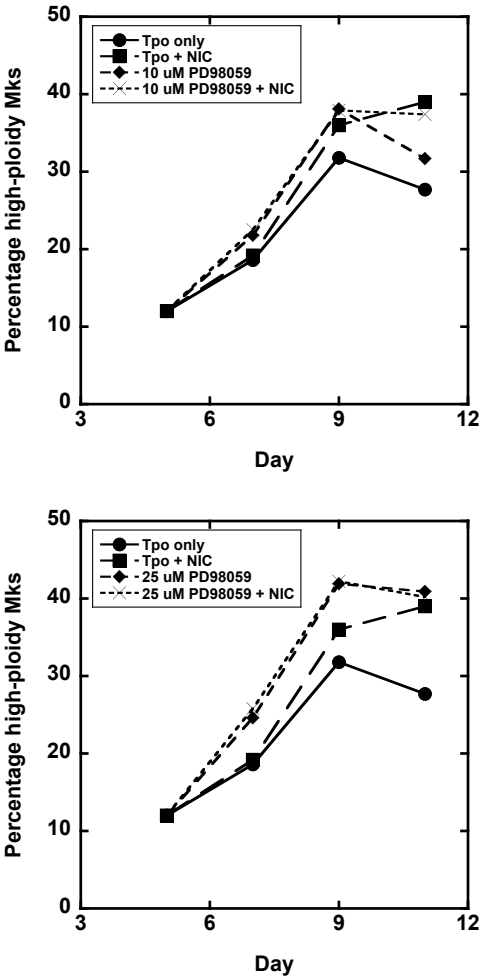 50
40
30
20
10
0
Percentage high-ploidy Mks
Tpo only
Tpo + NIC
10 uM PD98059
10 uM PD98059 + NIC
3
6
9
12
Day
50
40
30
20
10
0
Percentage high-ploidy Mks
Tpo only
Tpo + NIC
25 uM PD98059
25 uM PD98059 + NIC
3
6
9
12
Day